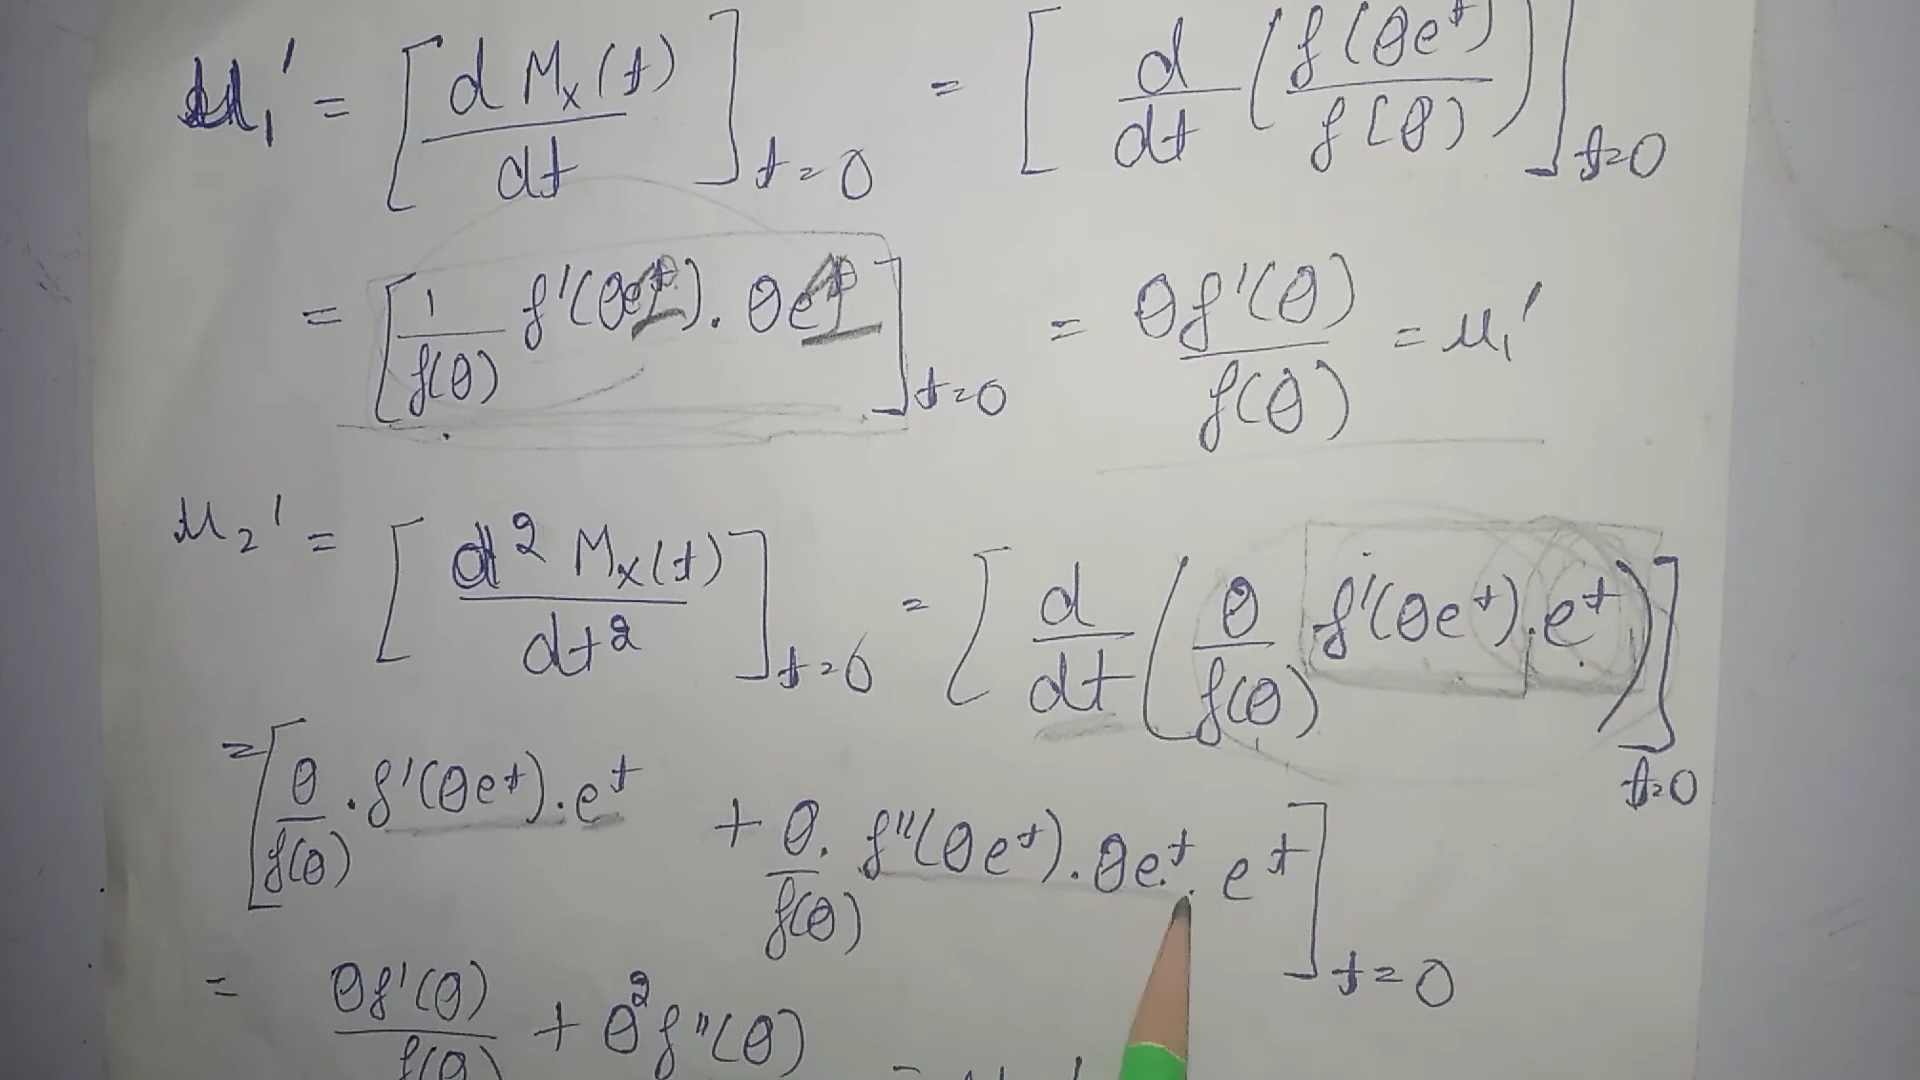 μ₁' = [d Mₓ(t) / dt]ₜ₌₀ = [d/dt (f(θeᵗ) / f(θ))]ₜ₌₀
= [1/f(θ) f'(θeᵗ) . θeᵗ]ₜ₌₀ = θf'(θ) / f(θ) = μ₁'
μ₂' = [d² Mₓ(t) / dt²]ₜ₌₀ = [d/dt (θ/f(θ) f'(θeᵗ) . eᵗ)]ₜ₌₀
= [θ/f(θ) . f'(θeᵗ) . eᵗ + θ/f(θ) . f''(θeᵗ) . θeᵗ . eᵗ]ₜ₌₀
= θf'(θ) / f(θ) + θ² f''(θ) =